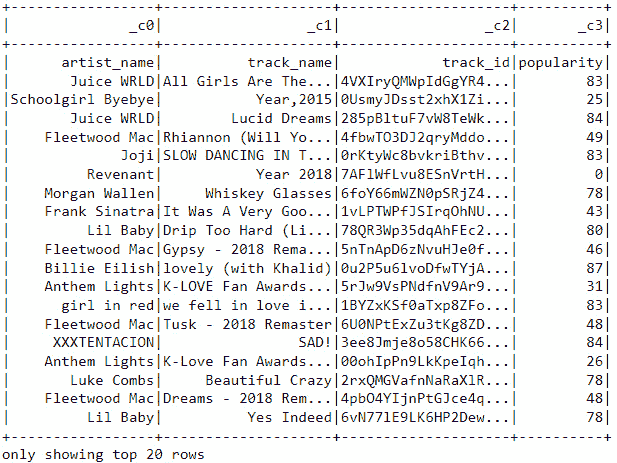 +----------------+--------------------+--------------------+----------+
|             _c0|                 _c1|                 _c2|       _c3|
+----------------+--------------------+--------------------+----------+
|     artist_name|          track_name|            track_id|popularity|
|      Juice WRLD|All Girls Are The...|4VXIryQMWpIdGgYR4...|        83|
|Schoolgirl Byebye|           Year,2015|0UsmyJDsst2xhX1Zi...|        25|
|      Juice WRLD|        Lucid Dreams|285pBltuF7vW8TeWk...|        84|
|   Fleetwood Mac|Rhiannon (Will Yo...|4fbwTO3DJ2qryMddo...|        49|
|            Joji|SLOW DANCING IN T...|0rKtyWc8bvkriBthv...|        83|
|        Revenant|           Year 2018|7AFlWfLvu8ESnVrtH...|         0|
|   Morgan Wallen|     Whiskey Glasses|6foY66mWZN0pSRjZ4...|        78|
|   Frank Sinatra|It Was A Very Goo...|1vLPTWPfJSIrqOhNU...|        43|
|        Lil Baby|Drip Too Hard (Li...|78QR3Wp35dqAhFEc2...|        80|
|   Fleetwood Mac|Gypsy - 2018 Rema...|5nTnApD6zNvuHJe0f...|        46|
|   Billie Eilish|lovely (with Khalid)|0u2P5u6lvoDfwTYjA...|        87|
|   Anthem Lights|K-LOVE Fan Awards...|5rJw9VsPNdfnV9Ar9...|        31|
|     girl in red|we fell in love i...|1BYZxKSf0aTxp8ZFo...|        83|
|   Fleetwood Mac|Tusk - 2018 Remaster|6U0NPtExZu3tKg8ZD...|        48|
|    XXXTENTACION|                SAD!|3ee8Jmje8o58CHK66...|        84|
|   Anthem Lights|K-Love Fan Awards...|00ohIpPn9LkKpeIqh...|        26|
|      Luke Combs|      Beautiful Crazy|2rxQMGVafnNaRaXlR...|        78|
|   Fleetwood Mac|Dreams - 2018 Rem...|4pbO4YIjnPtGJce4q...|        48|
|        Lil Baby|          Yes Indeed|6vN77lE9LK6HP2Dew...|        78|
+----------------+--------------------+--------------------+----------+
only showing top 20 rows